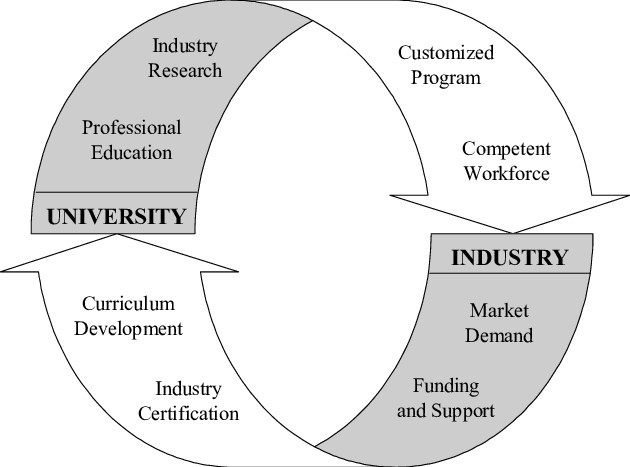 Industry
Research
Professional
Education
UNIVERSITY
Customized
Program
Competent
Workforce
INDUSTRY
Market
Demand
Funding
and Support
Curriculum
Development
Industry
Certification